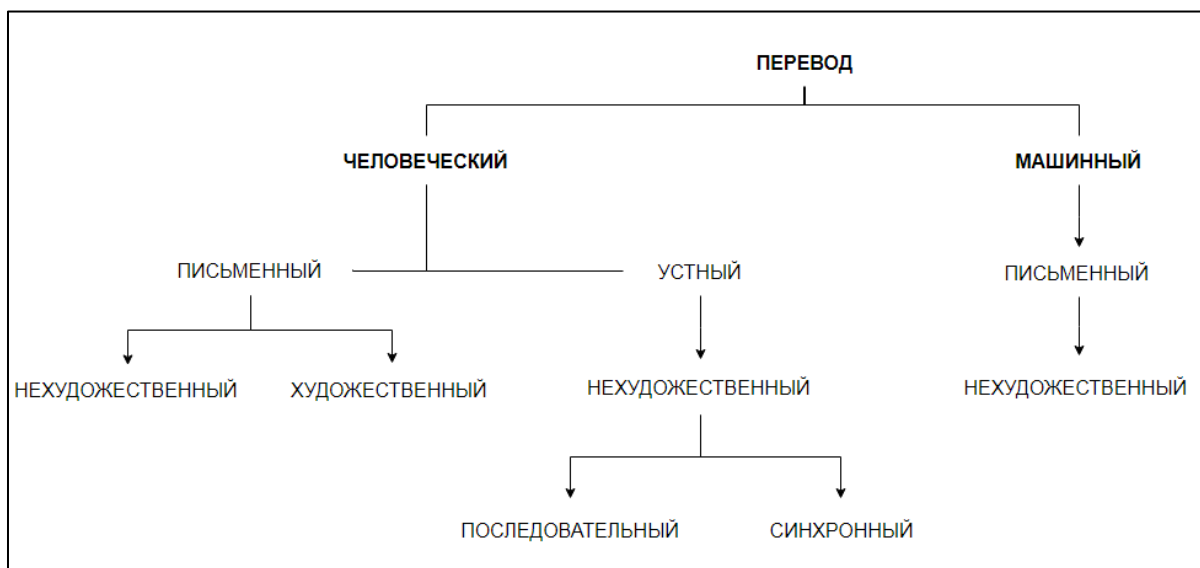 ПЕРЕВОД
ЧЕЛОВЕЧЕСКИЙ
МАШИННЫЙ
ПИСЬМЕННЫЙ
УСТНЫЙ
ПИСЬМЕННЫЙ
НЕХУДОЖЕСТВЕННЫЙ
ХУДОЖЕСТВЕННЫЙ
НЕХУДОЖЕСТВЕННЫЙ
НЕХУДОЖЕСТВЕННЫЙ
ПОСЛЕДОВАТЕЛЬНЫЙ
СИНХРОННЫЙ